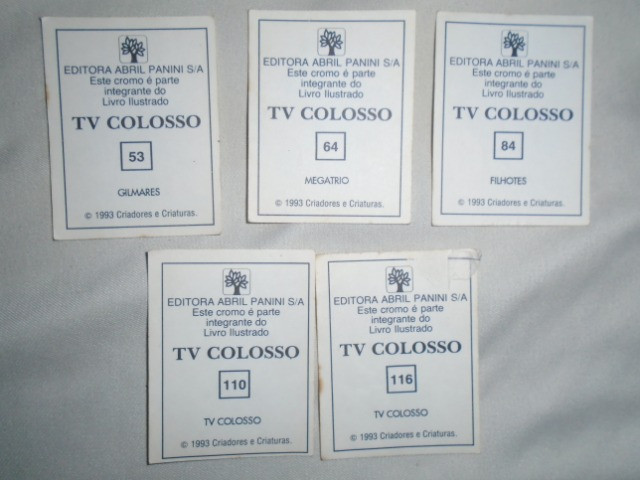 EDITORA ABRIL PANINI S/A
Este cromo é parte
integrante do
Livro Ilustrado
TV COLOSSO
53
GILMARES
© 1993 Criadores e Criaturas.
EDITORA ABRIL PANINI S/A
Este cromo é parte
integrante do
Livro Ilustrado
TV COLOSSO
64
MEGATRIO
© 1993 Criadores e Criaturas.
EDITORA ABRIL PANINI S/A
Este cromo é parte
integrante do
Livro Ilustrado
TV COLOSSO
84
FILHOTES
© 1993 Criadores e Criaturas.
EDITORA ABRIL PANINI S/A
Este cromo é parte
integrante do
Livro Ilustrado
TV COLOSSO
110
TV COLOSSO
© 1993 Criadores e Criaturas.
EDITORA ABRIL PANINI S/A
Este cromo é parte
integrante do
Livro Ilustrado
TV COLOSSO
116
TV COLOSSO
© 1993 Criadores e Criaturas.